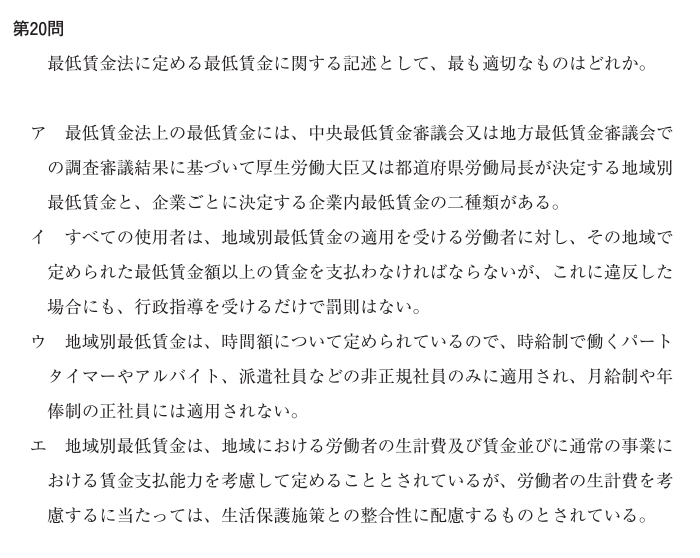 第20問
最低賃金法に定める最低賃金に関する記述として、最も適切なものはどれか。
ア　最低賃金法上の最低賃金には、中央最低賃金審議会又は地方最低賃金審議会で
の調査審議結果に基づいて厚生労働大臣又は都道府県労働局長が決定する地域別
最低賃金と、企業ごとに決定する企業内最低賃金の二種類がある。
イ　すべての使用者は、地域別最低賃金の適用を受ける労働者に対し、その地域で
定められた最低賃金額以上の賃金を支払わなければならないが、これに違反した
場合にも、行政指導を受けるだけで罰則はない。
ウ　地域別最低賃金は、時間額について定められているので、時給制で働くパート
タイマーやアルバイト、派遣社員などの非正規社員のみに適用され、月給制や年
俸制の正社員には適用されない。
エ　地域別最低賃金は、地域における労働者の生計費及び賃金並びに通常の事業に
おける賃金支払能力を考慮して定めることとされているが、労働者の生計費を考
慮するに当たっては、生活保護施策との整合性に配慮するものとされている。